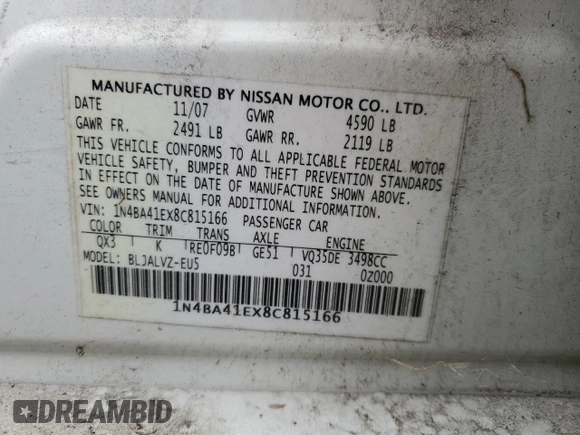 MANUFACTURED BY NISSAN MOTOR CO., LTD.
DATE 11/07 GVWR 4590 LB
GAWR FR. 2491 LB GAWR RR. 2119 LB
THIS VEHICLE CONFORMS TO ALL APPLICABLE FEDERAL MOTOR
VEHICLE SAFETY, BUMPER AND THEFT PREVENTION STANDARDS
IN EFFECT ON THE DATE OF MANUFACTURE SHOWN ABOVE.
SEE OWNERS MANUAL FOR ADDITIONAL INFORMATION.
VIN: 1N4BA41EX8C815166 PASSENGER CAR
COLOR TRIM TRANS AXLE ENGINE
QX3 K RE0F09B GE51 VQ35DE 3498CC
MODEL: BLJALVZ-EU5 031 02000
1N4BA41EX8C815166
DREAMBID